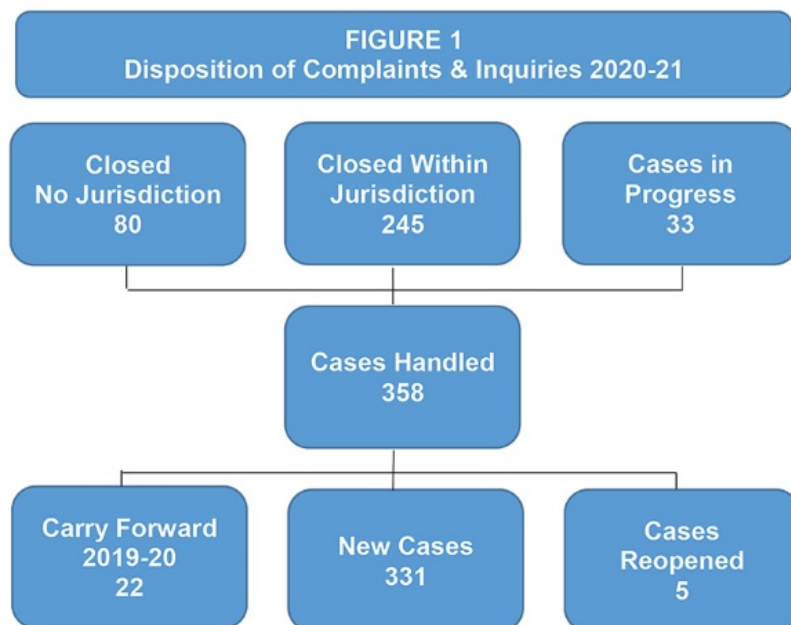 FIGURE 1
Disposition of Complaints & Inquiries 2020-21
Closed
No Jurisdiction
80
Closed Within
Jurisdiction
245
Cases in
Progress
33
Cases Handled
358
Carry Forward
2019-20
22
New Cases
331
Cases
Reopened
5